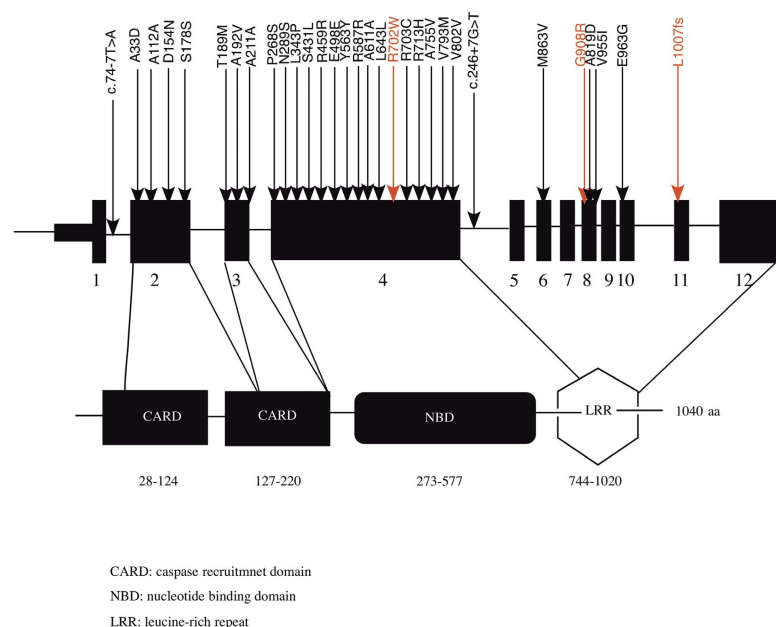 c.74-7T>A
A33D
A112A
D154N
S178S
T189M
A192V
A211A
P268S
N289S
L343P
S431L
R459R
E498E
Y563Y
R587R
A611A
L643L
R702W
R703C
R713H
A755V
V793M
V802V
c.246+7G>T
M863V
G908R
A819D
V955I
E963G
L1007fs
1 2 3 4 5 6 7 8 9 10 11 12
CARD CARD NBD LRR 1040 aa
28-124 127-220 273-577 744-1020
CARD: caspase recruitmnet domain
NBD: nucleotide binding domain
LRR: leucine-rich repeat